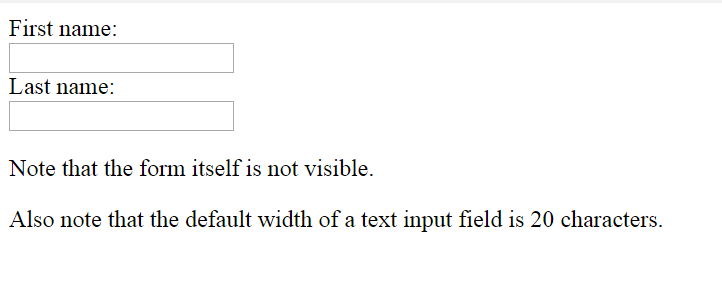 First name:
Last name:
Note that the form itself is not visible.
Also note that the default width of a text input field is 20 characters.